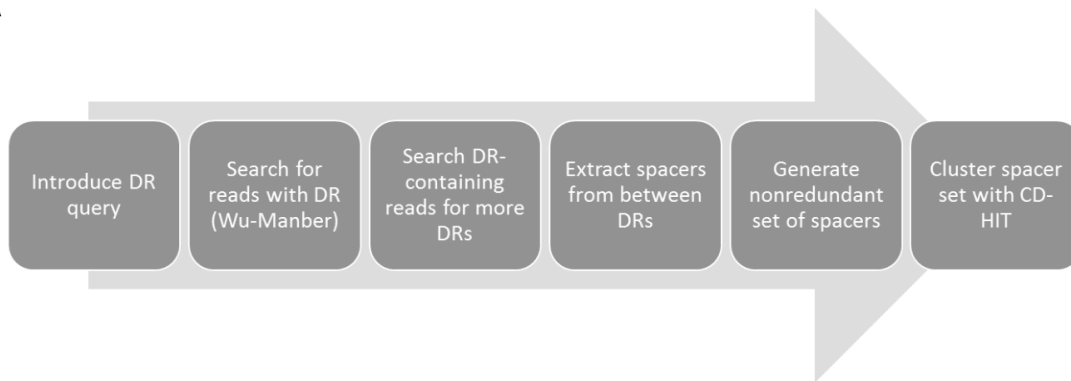 Introduce DR
query
Search for
reads with DR
(Wu-Manber)
Search DR-
containing
reads for more
DRs
Extract spacers
from between
DRs
Generate
nonredundant
set of spacers
Cluster spacer
set with CD-
HIT